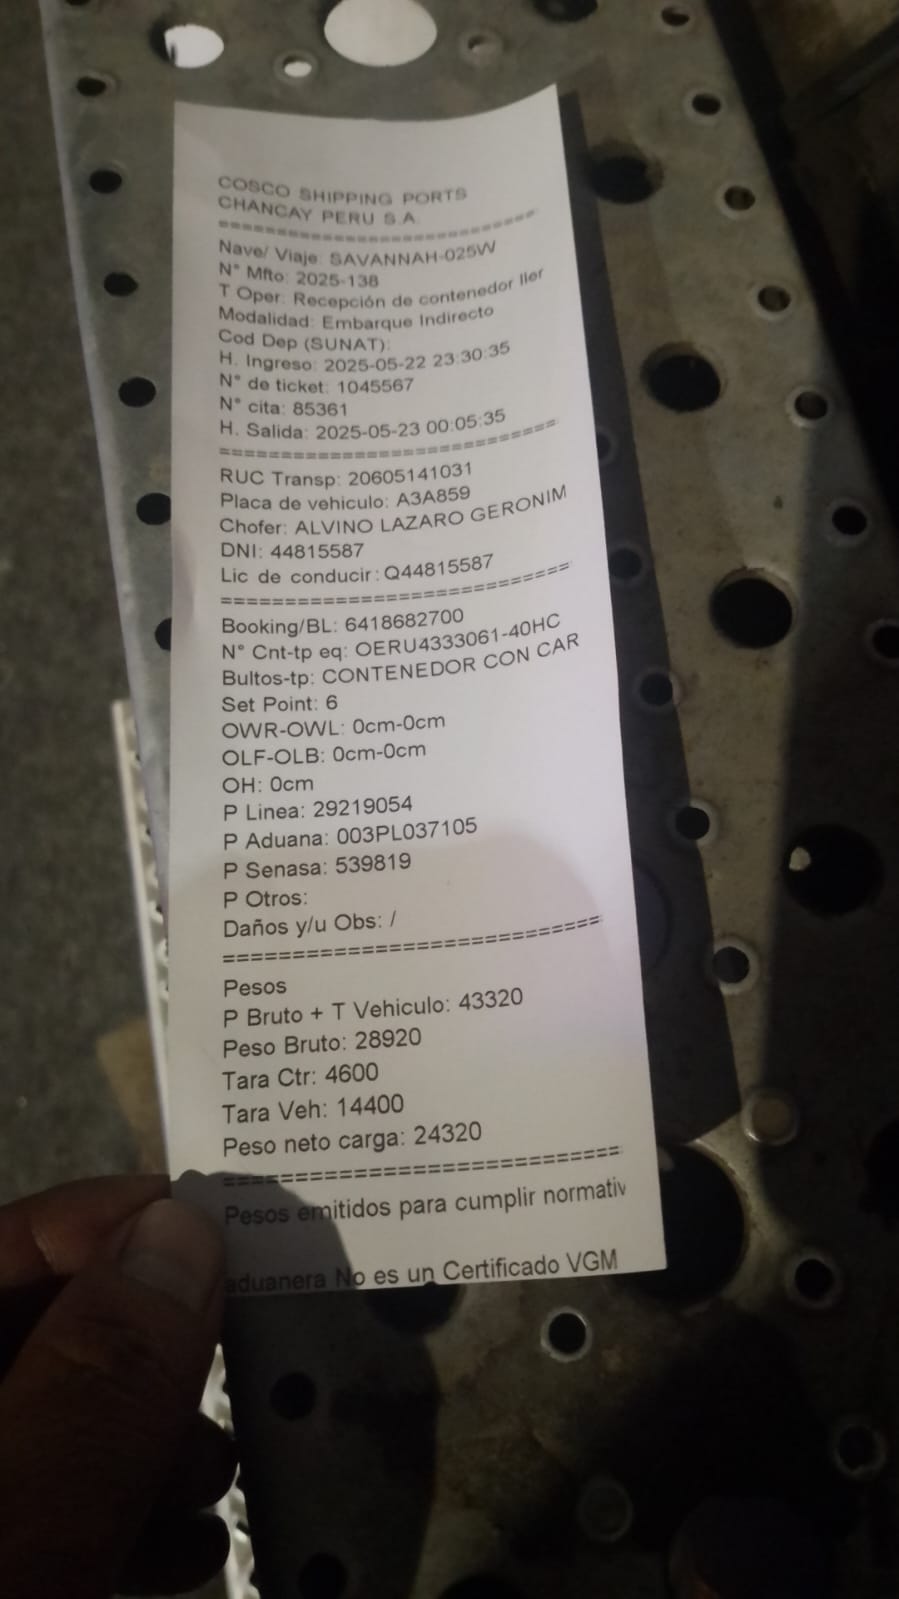 COSCO SHIPPING PORTS
CHANCAY PERU S.A.
==========================
Nave/ Viaje: SAVANNAH-025W
N° Mfto: 2025-138
T Oper: Recepción de contenedor ller
Modalidad: Embarque Indirecto
Cod Dep (SUNAT):
H. Ingreso: 2025-05-22 23:30:35
N° de ticket: 1045567
N° cita: 85361
H. Salida: 2025-05-23 00:05:35
==========================
RUC Transp: 20605141031
Placa de vehiculo: A3A859
Chofer: ALVINO LAZARO GERONIM
DNI: 44815587
Lic de conducir: Q44815587
==========================
Booking/BL: 6418682700
N° Cnt-tp eq: OERU4333061-40HC
Bultos-tp: CONTENEDOR CON CAR
Set Point: 6
OWR-OWL: 0cm-0cm
OLF-OLB: 0cm-0cm
OH: 0cm
P Linea: 29219054
P Aduana: 003PL037105
P Senasa: 539819
P Otros:
Daños y/u Obs: /
==========================
Pesos
P Bruto + T Vehiculo: 43320
Peso Bruto: 28920
Tara Ctr: 4600
Tara Veh: 14400
Peso neto carga: 24320
==========================
Pesos emitidos para cumplir normativ
aduanera No es un Certificado VGM